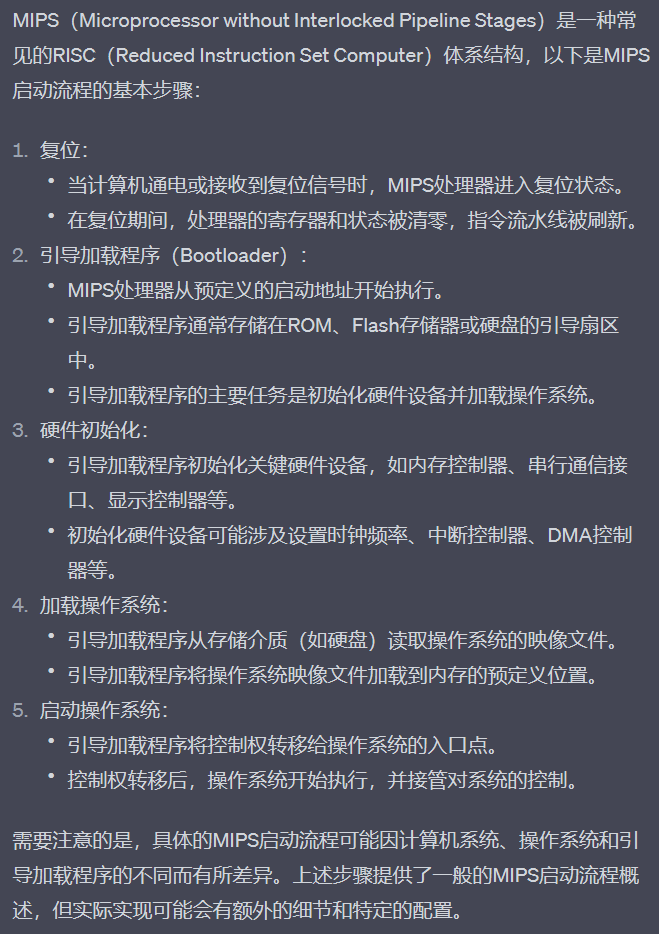 MIPS（Microprocessor without Interlocked Pipeline Stages）是一种常
见的RISC（Reduced Instruction Set Computer）体系结构，以下是MIPS
启动流程的基本步骤：
1. 复位：
• 当计算机通电或接收到复位信号时，MIPS处理器进入复位状态。
• 在复位期间，处理器的寄存器和状态被清零，指令流水线被刷新。
2. 引导加载程序（Bootloader）：
• MIPS处理器从预定义的启动地址开始执行。
• 引导加载程序通常存储在ROM、Flash存储器或硬盘的引导扇区
中。
• 引导加载程序的主要任务是初始化硬件设备并加载操作系统。
3. 硬件初始化：
• 引导加载程序初始化关键硬件设备，如内存控制器、串行通信接
口、显示控制器等。
• 初始化硬件设备可能涉及设置时钟频率、中断控制器、DMA控制
器等。
4. 加载操作系统：
• 引导加载程序从存储介质（如硬盘）读取操作系统的映像文件。
• 引导加载程序将操作系统映像文件加载到内存的预定义位置。
5. 启动操作系统：
• 引导加载程序将控制权转移给操作系统的入口点。
• 控制权转移后，操作系统开始执行，并接管对系统的控制。
需要注意的是，具体的MIPS启动流程可能因计算机系统、操作系统和引
导加载程序的不同而有所差异。上述步骤提供了一般的MIPS启动流程概
述，但实际实现可能会有额外的细节和特定的配置。